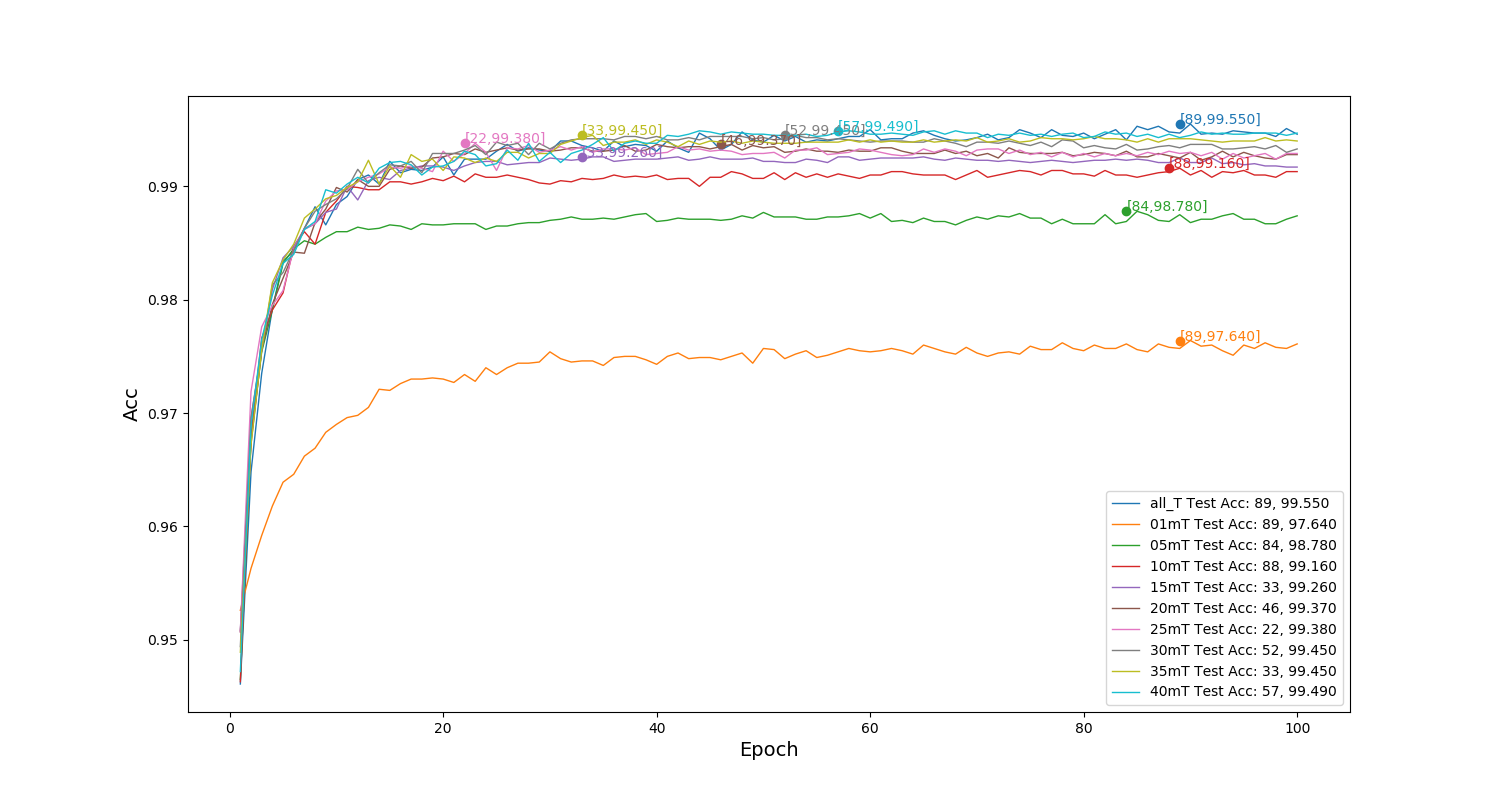 [89,99.550]
[57,99.490]
[52,99.450]
[33,99.450]
[22,99.380]
[46,99.370]
[33,99.260]
[88,99.160]
[84,98.780]
[89,97.640]
0.99
0.98
0.97
0.96
0.95
Acc
all_T Test Acc: 89, 99.550
01mT Test Acc: 89, 97.640
05mT Test Acc: 84, 98.780
10mT Test Acc: 88, 99.160
15mT Test Acc: 33, 99.260
20mT Test Acc: 46, 99.370
25mT Test Acc: 22, 99.380
30mT Test Acc: 52, 99.450
35mT Test Acc: 33, 99.450
40mT Test Acc: 57, 99.490
0 20 40 60 80 100
Epoch